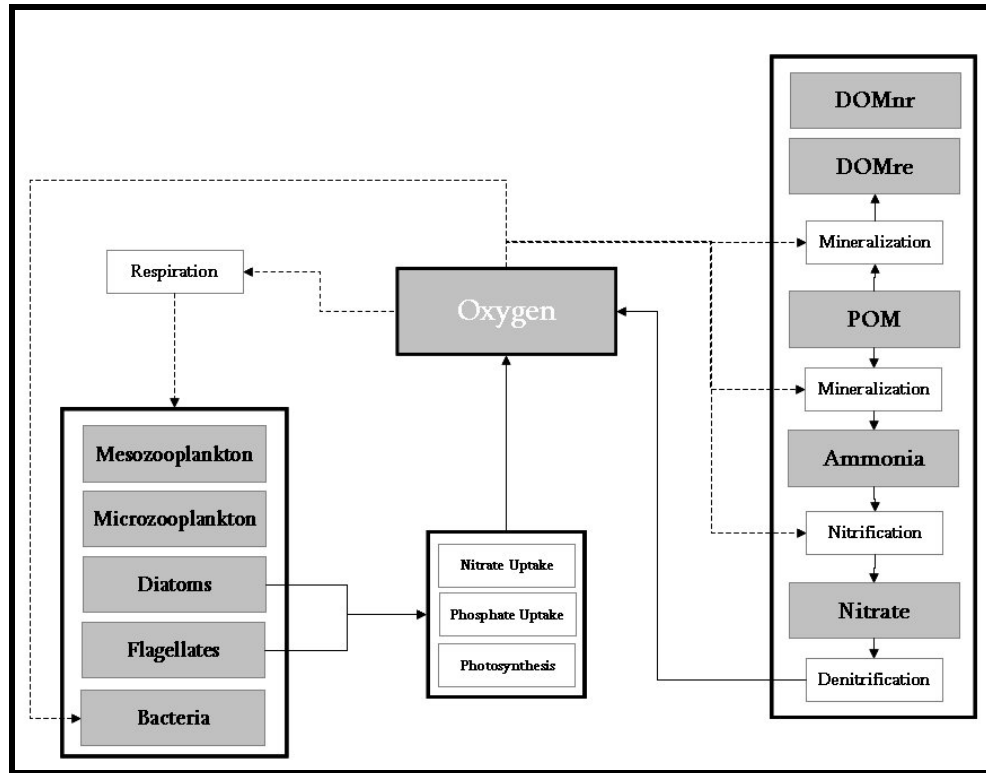 DOMnr
DOMre
Mineralization
Respiration
Oxygen
POM
Mineralization
Mesozooplankton
Ammonia
Microzooplankton
Nitrification
Nitrate Uptake
Diatoms
Phosphate Uptake
Nitrate
Flagellates
Photosynthesis
Denitrification
Bacteria